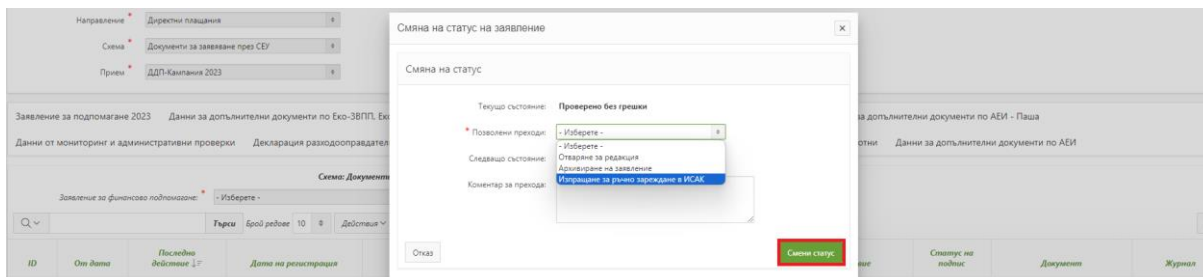 Направление * Директни плащания
Схема * Документи за заявяване през СЕУ
Прием * ДДП-Кампания 2023
Смяна на статус на заявление
Смяна на статус
Текущо състояние: Проверено без грешки
* Позволени преходи: - Изберете -
- Изберете -
Отваряне за редакция
Архивиране на заявление
Изпращане за ръчно зареждане в ИСАК
Следващо състояние:
Коментар за прехода:
Отказ Смени статус
Заявление за подпомагане 2023 Данни за допълнителни документи по Еко-ЗВПП. Еко за допълнителни документи по АЕИ - Паша
Данни от мониторинг и административни проверки Декларация разходооправдател отни Данни за допълнителни документи по АЕИ
Схема: Документи
Заявление за финансово подпомагане: * - Изберете -
Търси Брой редове 10 Действия
ID От дата Последно действие Дата на регистрация Статус на подпис Документ Журнал